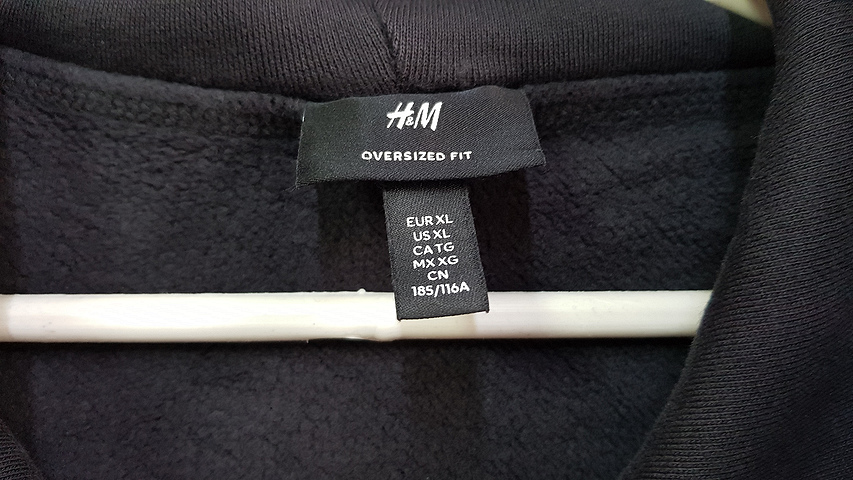 H&M
OVERSIZED FIT
EUR XL
US XL
CA TG
MX XG
CN
185/116A